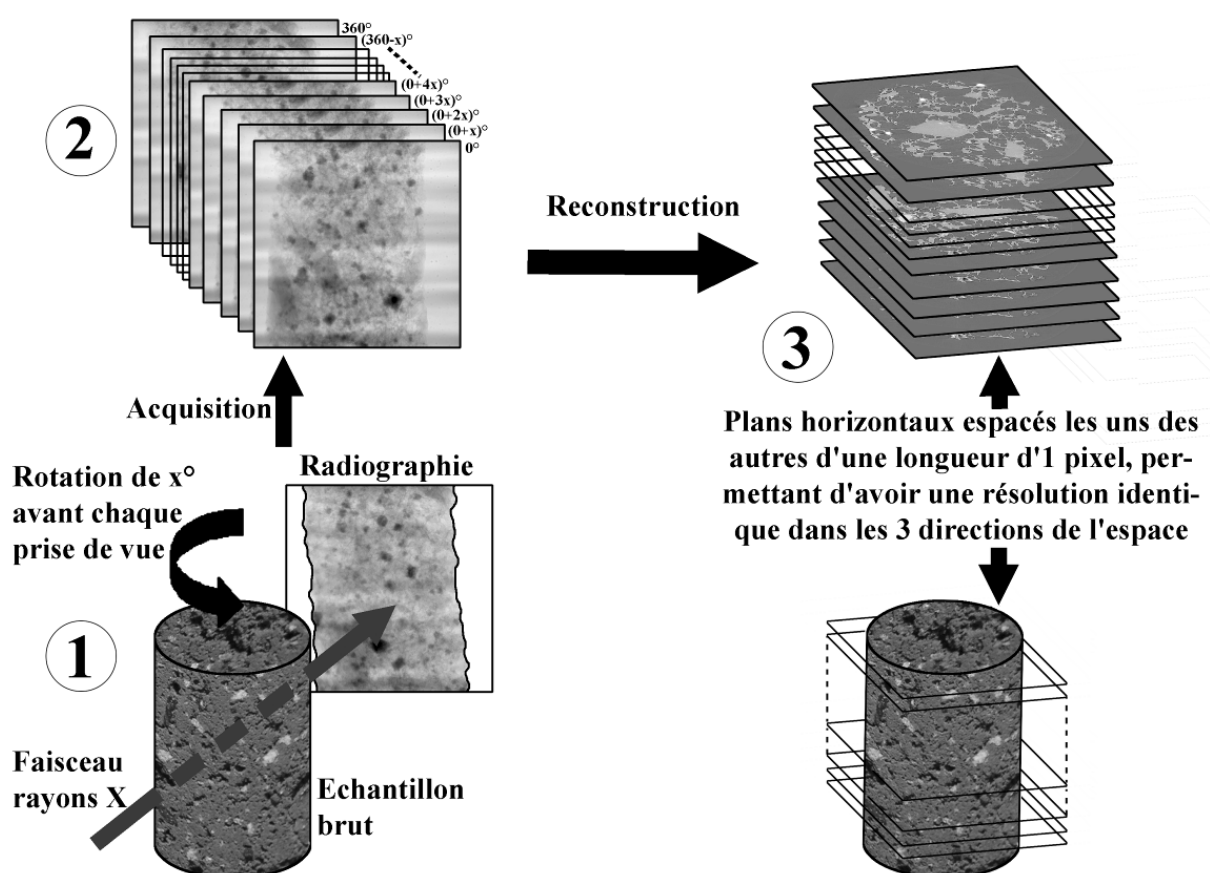 360°
(360-x)°
(0+4x)°
(0+3x)°
(0+2x)°
(0+x)°
0°
2
Reconstruction
3
Acquisition
Plans horizontaux espacés les uns des
autres d'une longueur d'1 pixel, per-
mettant d'avoir une résolution identi-
que dans les 3 directions de l'espace
Radiographie
Rotation de x°
avant chaque
prise de vue
1
Faisceau
rayons X
Echantillon
brut